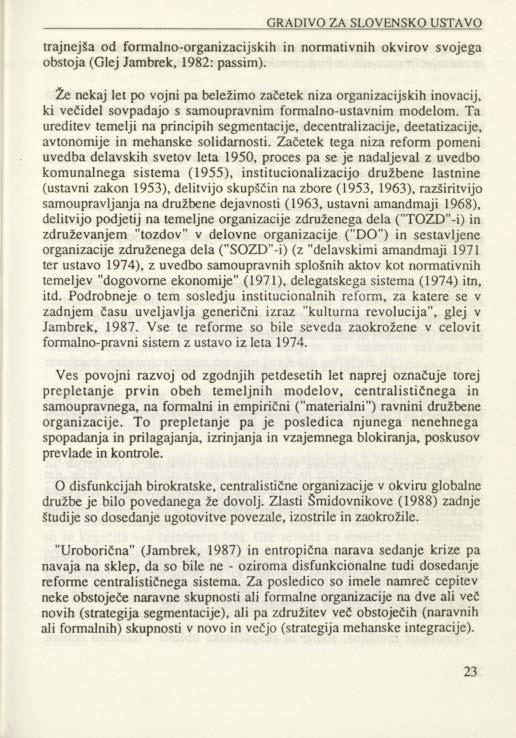 GRADIVO ZA SLOVENSKO USTAVO
trajnejša od formalno-organizacijskih in normativnih okvirov svojega
obstoja (Glej Jambrek, 1982: passim).
Že nekaj let po vojni pa beležimo začetek niza organizacijskih inovacij,
ki večidel sovpadajo s samoupravnim formalno-ustavnim modelom. Ta
ureditev temelji na principih segmentacije, decentralizacije, deetatizacije,
avtonomije in mehanske solidarnosti. Začetek tega niza reform pomeni
uvedba delavskih svetov leta 1950, proces pa se je nadaljeval z uvedbo
komunalnega sistema (1955), institucionalizacijo družbene lastnine
(ustavni zakon 1953), delitvijo skupščin na zbore (1953, 1963), razširitvijo
samoupravljanja na družbene dejavnosti (1963, ustavni amandmaji 1968),
delitvijo podjetij na temeljne organizacije združenega dela ("TOZD"-i) in
združevanjem "tozdov" v delovne organizacije ("DO") in sestavljene
organizacije združenega dela ("SOZD"-i) (z "delavskimi amandmaji 1971
ter ustavo 1974), z uvedbo samoupravnih splošnih aktov kot normativnih
temeljev "dogovorne ekonomije" (1971), delegatskega sistema (1974) itn,
itd. Podrobneje o tem sosledju institucionalnih reform, za katere se v
zadnjem času uveljavlja generični izraz "kulturna revolucija", glej v
Jambrek, 1987. Vse te reforme so bile seveda zaokrožene v celovit
formalno-pravni sistem z ustavo iz leta 1974.
Ves povojni razvoj od zgodnjih petdesetih let naprej označuje torej
prepletanje prvin obeh temeljnih modelov, centralističnega in
samoupravnega, na formalni in empirični ("materialni") ravnini družbene
organizacije. To prepletanje pa je posledica njunega nenehnega
spopadanja in prilagajanja, izrinjanja in vzajemnega blokiranja, poskusov
prevlade in kontrole.
O disfunkcijah birokratske, centralistične organizacije v okviru globalne
družbe je bilo povedanega že dovolj. Zlasti Šmidovnikove (1988) zadnje
študije so dosedanje ugotovitve povezale, izostrile in zaokrožile.
"Uroborična" (Jambrek, 1987) in entropična narava sedanje krize pa
navaja na sklep, da so bile ne - oziroma disfunkcionalne tudi dosedanje
reforme centralističnega sistema. Za posledico so imele namreč cepitev
neke obstoječe naravne skupnosti ali formalne organizacije na dve ali več
novih (strategija segmentacije), ali pa združitev več obstoječih (naravnih
ali formalnih) skupnosti v novo in večjo (strategija mehanske integracije).
23